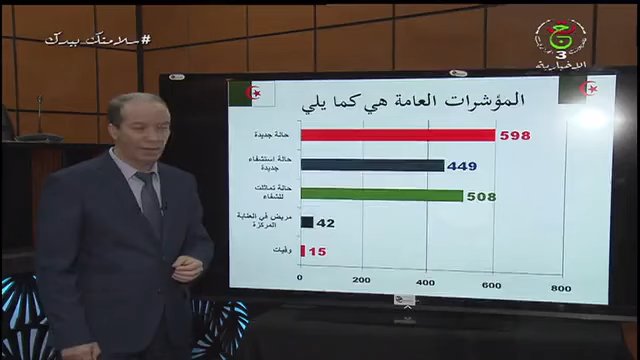 #سلامتك_بيدك
3
الإخبارية
المؤشرات العامة هي كما يلي
حالة جديدة
598
حالة استشفاء
جديدة
449
حالة تماثلت
للشفاء
508
مريض في العناية
المركزة
42
وفيات
15
0 200 400 600 800